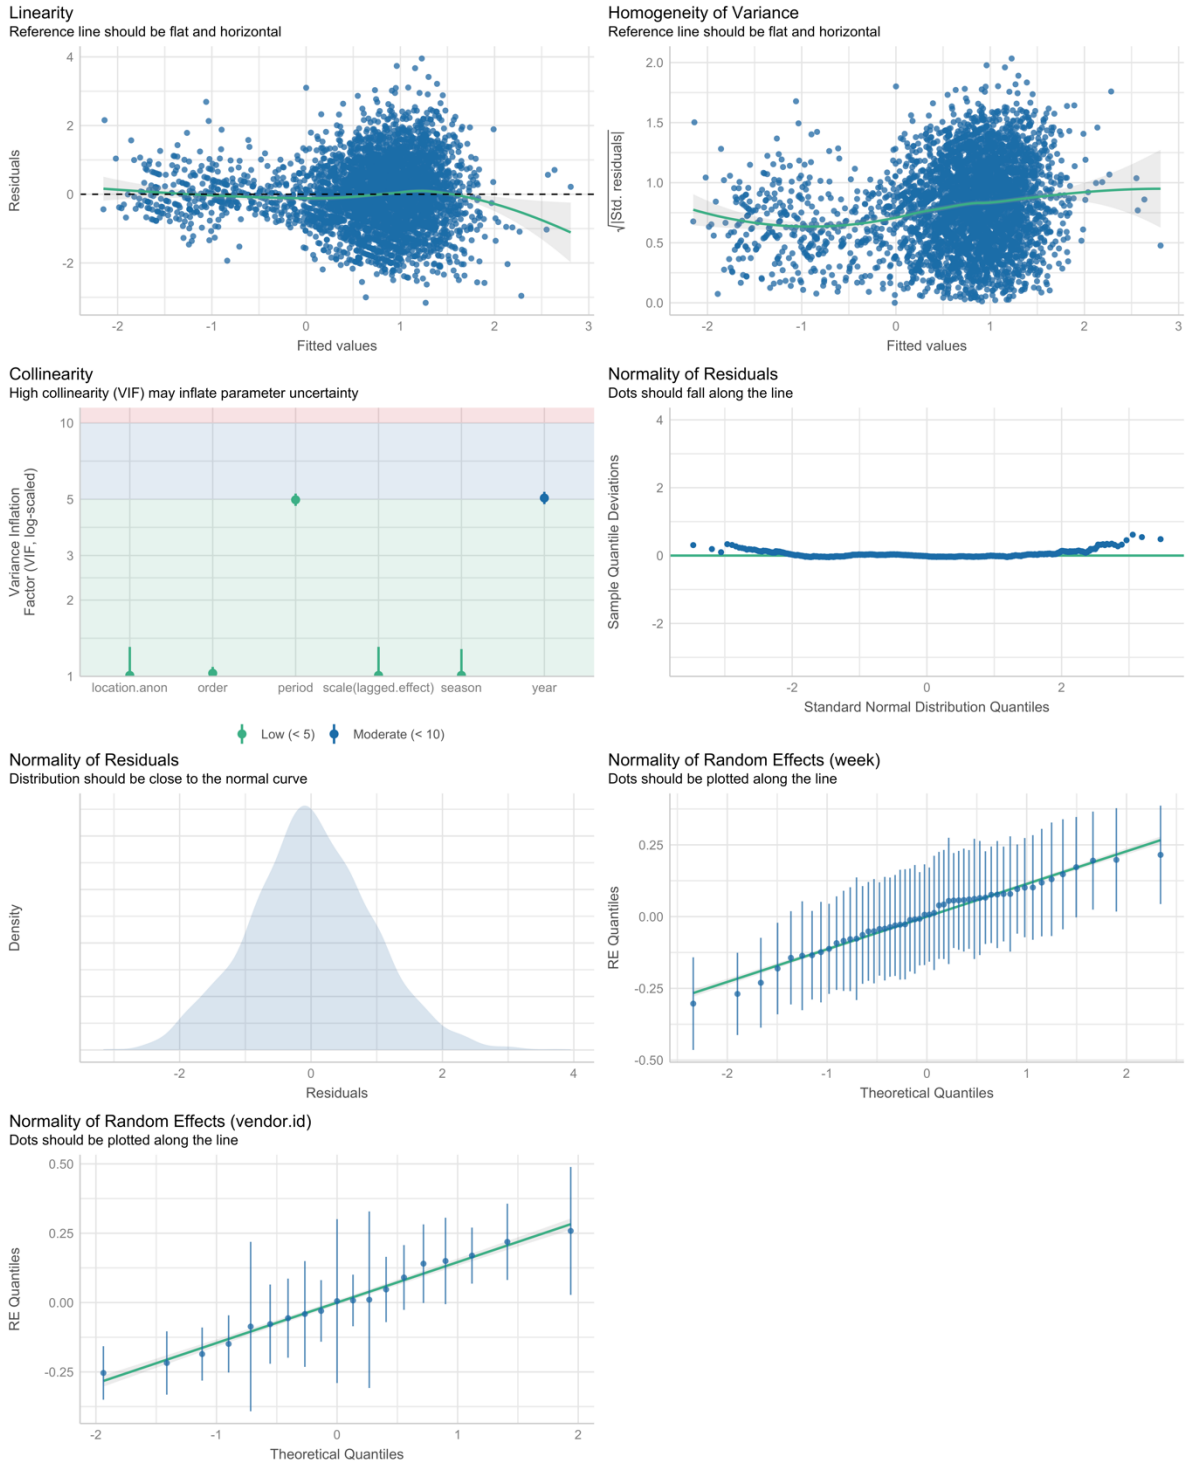 Linearity
Reference line should be flat and horizontal
4
2
0
-2
Residuals
-2
-1
0
1
2
3
Fitted values
Homogeneity of Variance
Reference line should be flat and horizontal
2.0
1.5
1.0
0.5
0.0
√|Std. residuals|
-2
-1
0
1
2
3
Fitted values
Collinearity
High collinearity (VIF) may inflate parameter uncertainty
10
5
3
2
1
Variance Inflation
Factor (VIF, log-scaled)
location.anon
order
period
scale(lagged.effect)
season
year
Low (< 5)
Moderate (< 10)
Normality of Residuals
Dots should fall along the line
4
2
0
-2
Sample Quantile Deviations
-2
0
2
Standard Normal Distribution Quantiles
Normality of Residuals
Distribution should be close to the normal curve
Density
-2
0
2
4
Residuals
Normality of Random Effects (week)
Dots should be plotted along the line
0.25
0.00
-0.25
-0.50
RE Quantiles
-2
-1
0
1
2
Theoretical Quantiles
Normality of Random Effects (vendor.id)
Dots should be plotted along the line
0.50
0.25
0.00
-0.25
RE Quantiles
-2
-1
0
1
2
Theoretical Quantiles